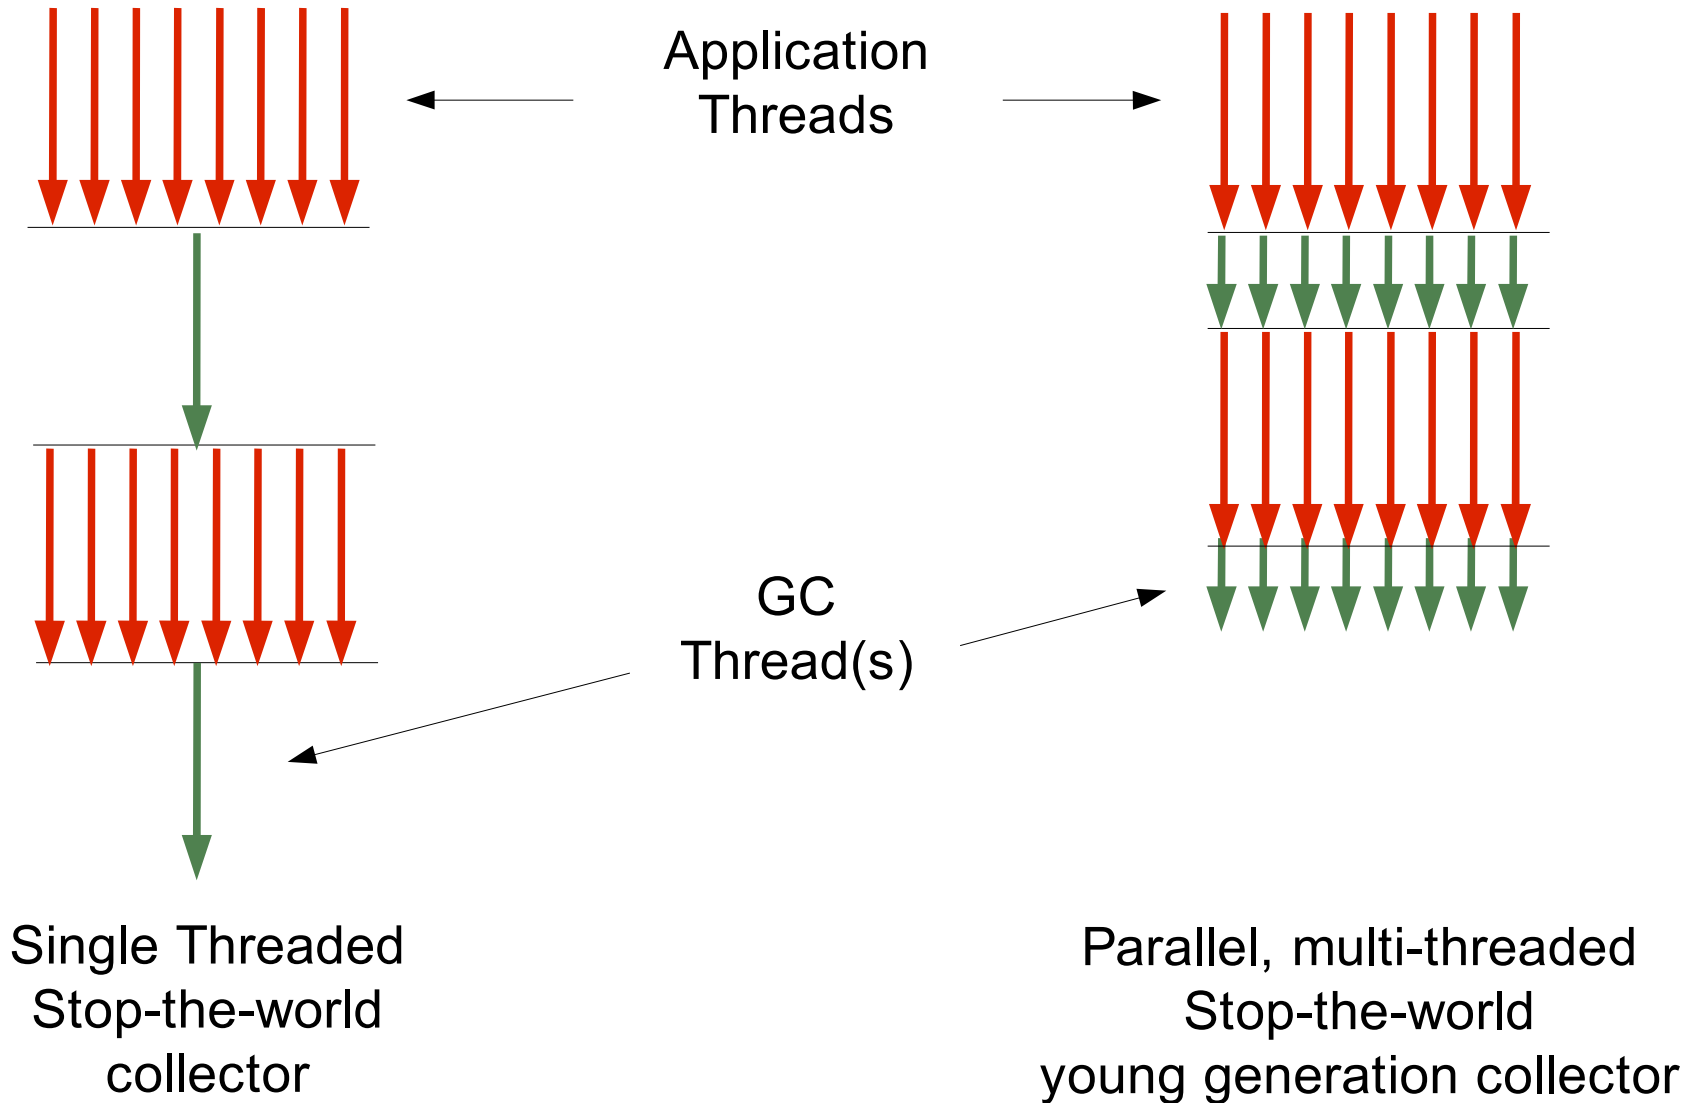 Application
Threads
GC
Thread(s)
Single Threaded
Stop-the-world
collector
Parallel, multi-threaded
Stop-the-world
young generation collector